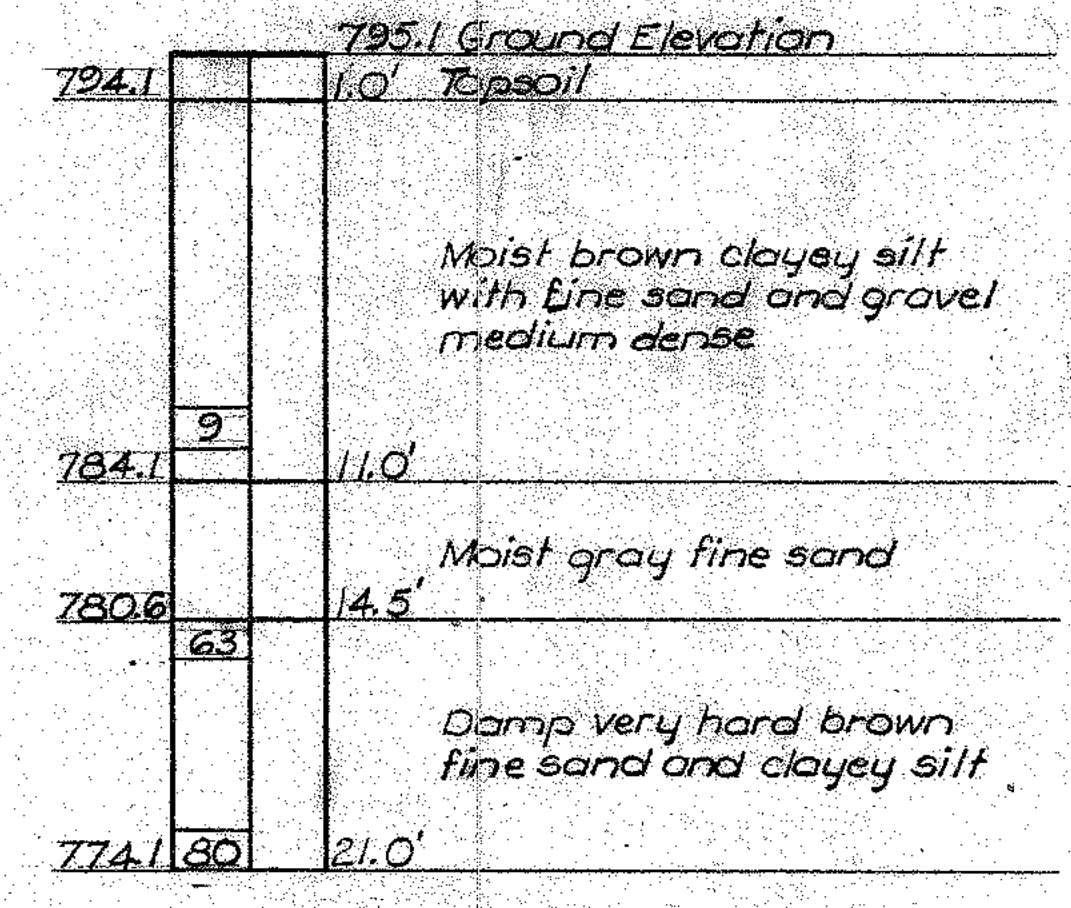 795.1 Ground Elevation
794.1 1.0' Topsoil
Moist brown clayey silt
with fine sand and gravel
medium dense
9
784.1 11.0'
Moist gray fine sand
780.6 14.5'
63
Damp very hard brown
fine sand and clayey silt
774.1 80 21.0'